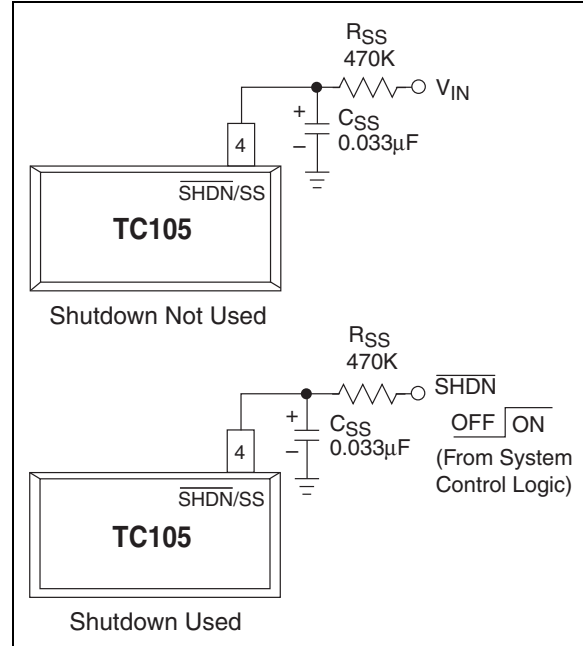 RSS
470K
VIN
+
CSS
–
0.033µF
4
SHDN/SS
TC105
Shutdown Not Used
RSS
470K
SHDN
+
CSS
OFF ON
–
0.033µF
(From System
4
Control Logic)
SHDN/SS
TC105
Shutdown Used